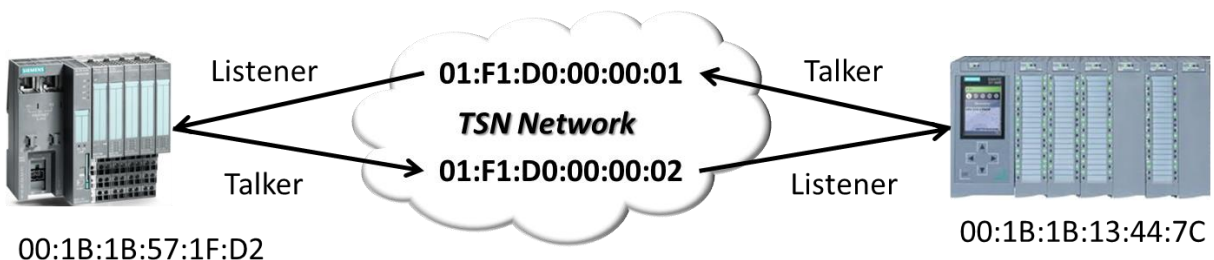 Listener
01:F1:D0:00:00:01
Talker
TSN Network
Talker
01:F1:D0:00:00:02
Listener
00:1B:1B:57:1F:D2
00:1B:1B:13:44:7C